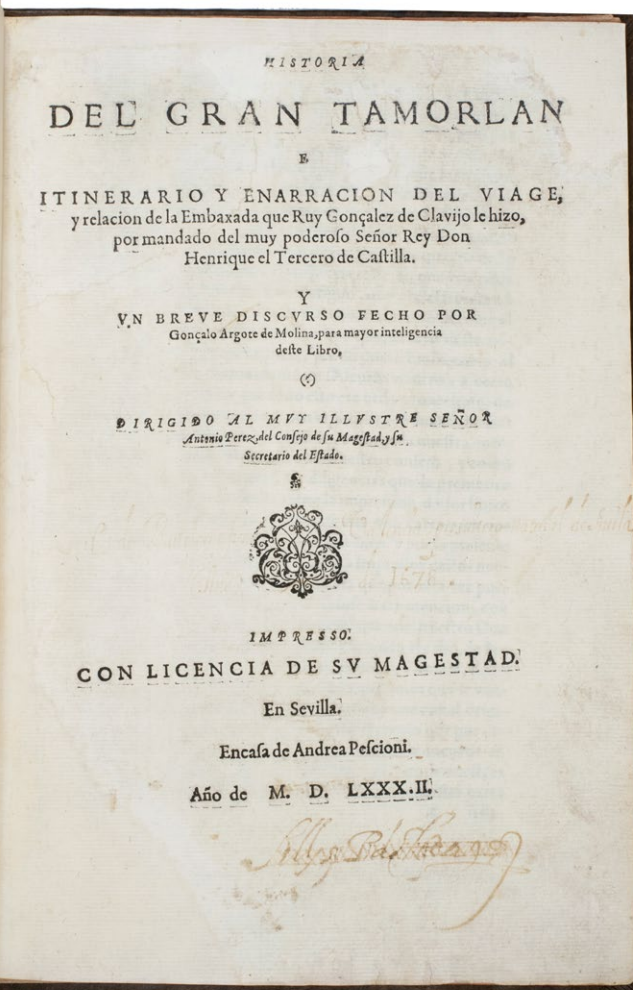 HISTORIA
DEL GRAN TAMORLAN
E
ITINERARIO Y ENARRACION DEL VIAGE,
y relacion de la Embaxada que Ruy Gonçalez de Clavijo le hizo,
por mandado del muy poderoſo Señor Rey Don
Henrique el Tercero de Caſtilla.
Y
VN BREVE DISCVRSO FECHO POR
Gonçalo Argote de Molina, para mayor inteligencia
deſte Libro,
DIRIGIDO AL MVY ILLVSTRE SEÑOR
Antonio Perez, del Conſejo de ſu Mageſtad, y ſu
Secretario del Eſtado.
de 1676.
IMPRESSO.
CON LICENCIA DE SV MAGESTAD.
En Sevilla.
Encaſa de Andrea Peſcioni.
Año de M. D. LXXX.II.